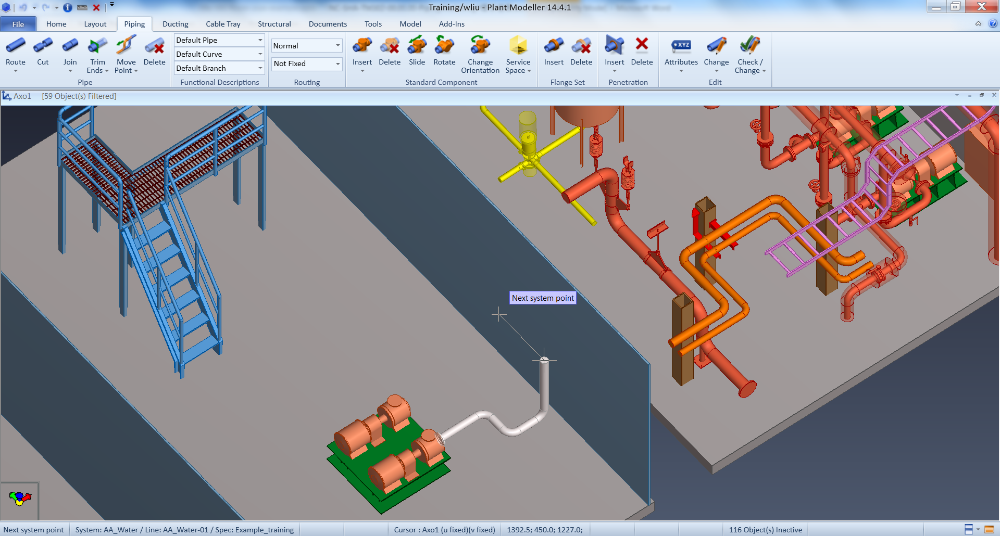 Training/wliu - Plant Modeller 14.4.1
File Home Layout Piping Ducting Cable Tray Structural Documents Tools Model Add-Ins
Route Cut Join Trim Ends Move Point Delete
Pipe
Default Pipe
Default Curve
Default Branch
Functional Descriptions
Normal
Not Fixed
Routing
Insert Delete Slide Rotate Change Orientation Service Space
Standard Component
Insert Delete
Flange Set
Insert Delete
Penetration
XYZ
Attributes Change Check / Change
Edit
Axo1 [59 Object(s) Filtered]
Next system point
Next system point System: AA_Water / Line: AA_Water-01 / Spec: Example_training Cursor : Axo1 (u fixed)(v fixed) 1392.5; 450.0; 1227.0; 116 Object(s) Inactive